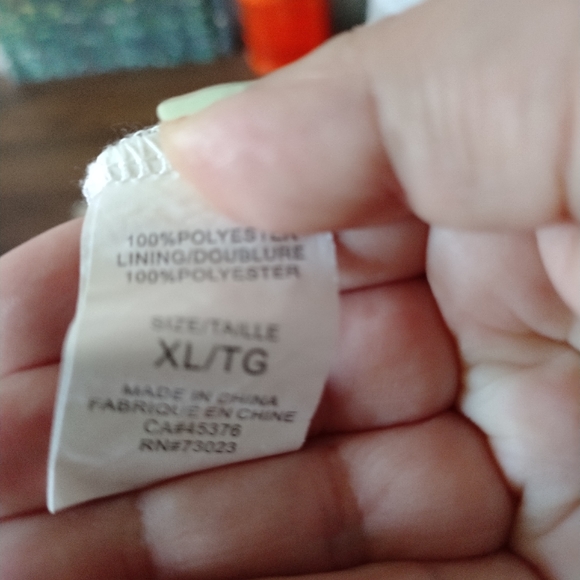 100%POLYESTER
LINING/DOUBLURE
100%POLYESTER
SIZE/TAILLE
XL/TG
MADE IN CHINA
FABRIQUE EN CHINE
CA#45376
RN#73023